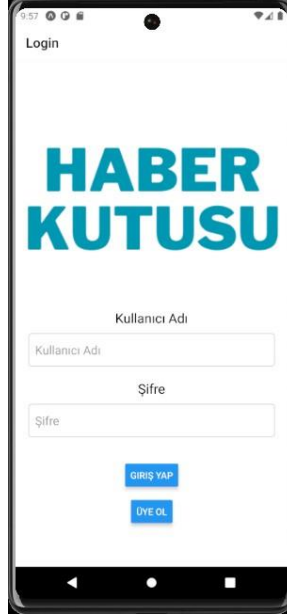 9:57
Login
HABER
KUTUSU
Kullanıcı Adı
Kullanıcı Adı
Şifre
Şifre
GIRIŞ YAP
ÜYE OL